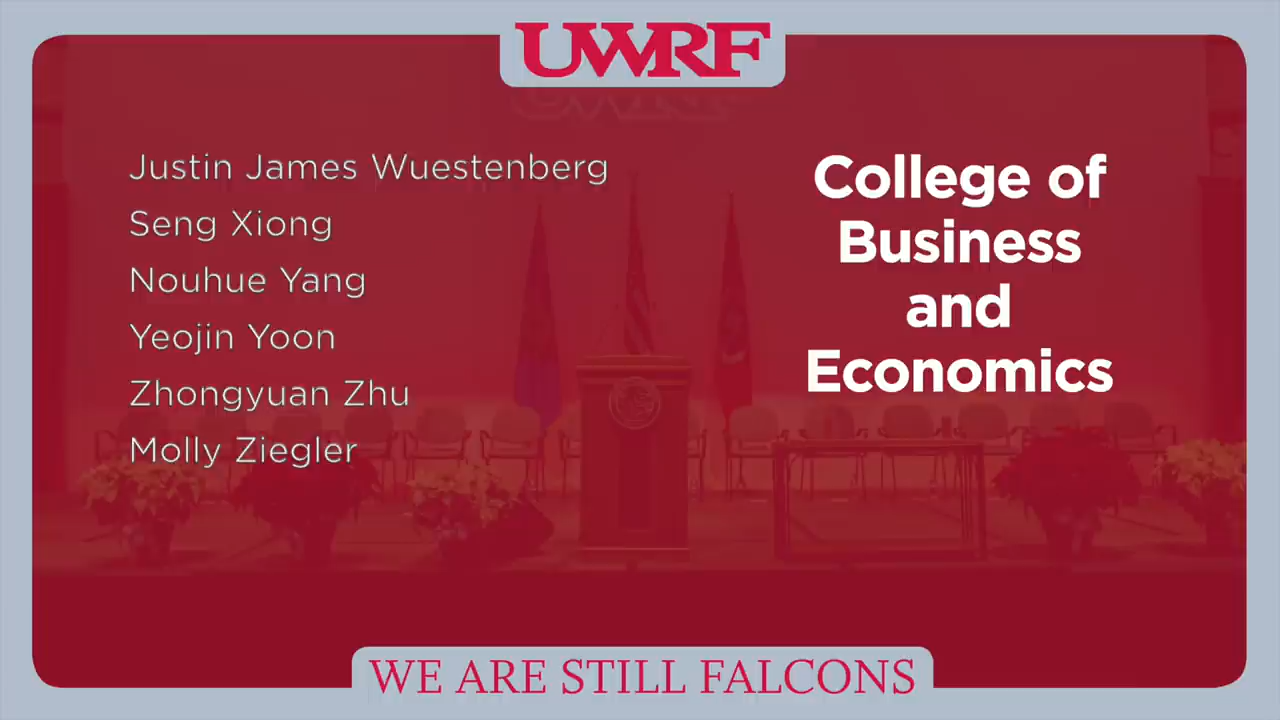 UWRF
Justin James Wuestenberg
Seng Xiong
Nouhue Yang
Yeojin Yoon
Zhongyuan Zhu
Molly Ziegler
College of
Business
and
Economics
WE ARE STILL FALCONS